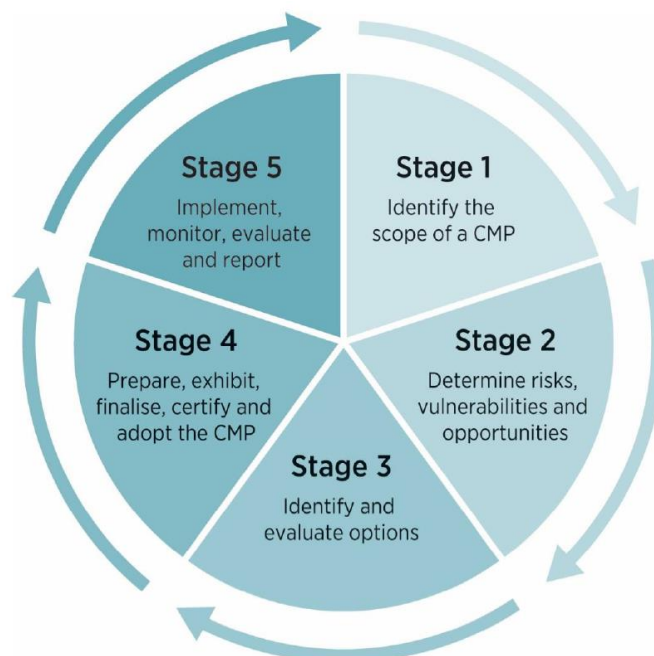 Stage 1
Identify the
scope of a CMP
Stage 2
Determine risks,
vulnerabilities and
opportunities
Stage 3
Identify and
evaluate options
Stage 4
Prepare, exhibit,
finalise, certify and
adopt the CMP
Stage 5
Implement,
monitor, evaluate
and report